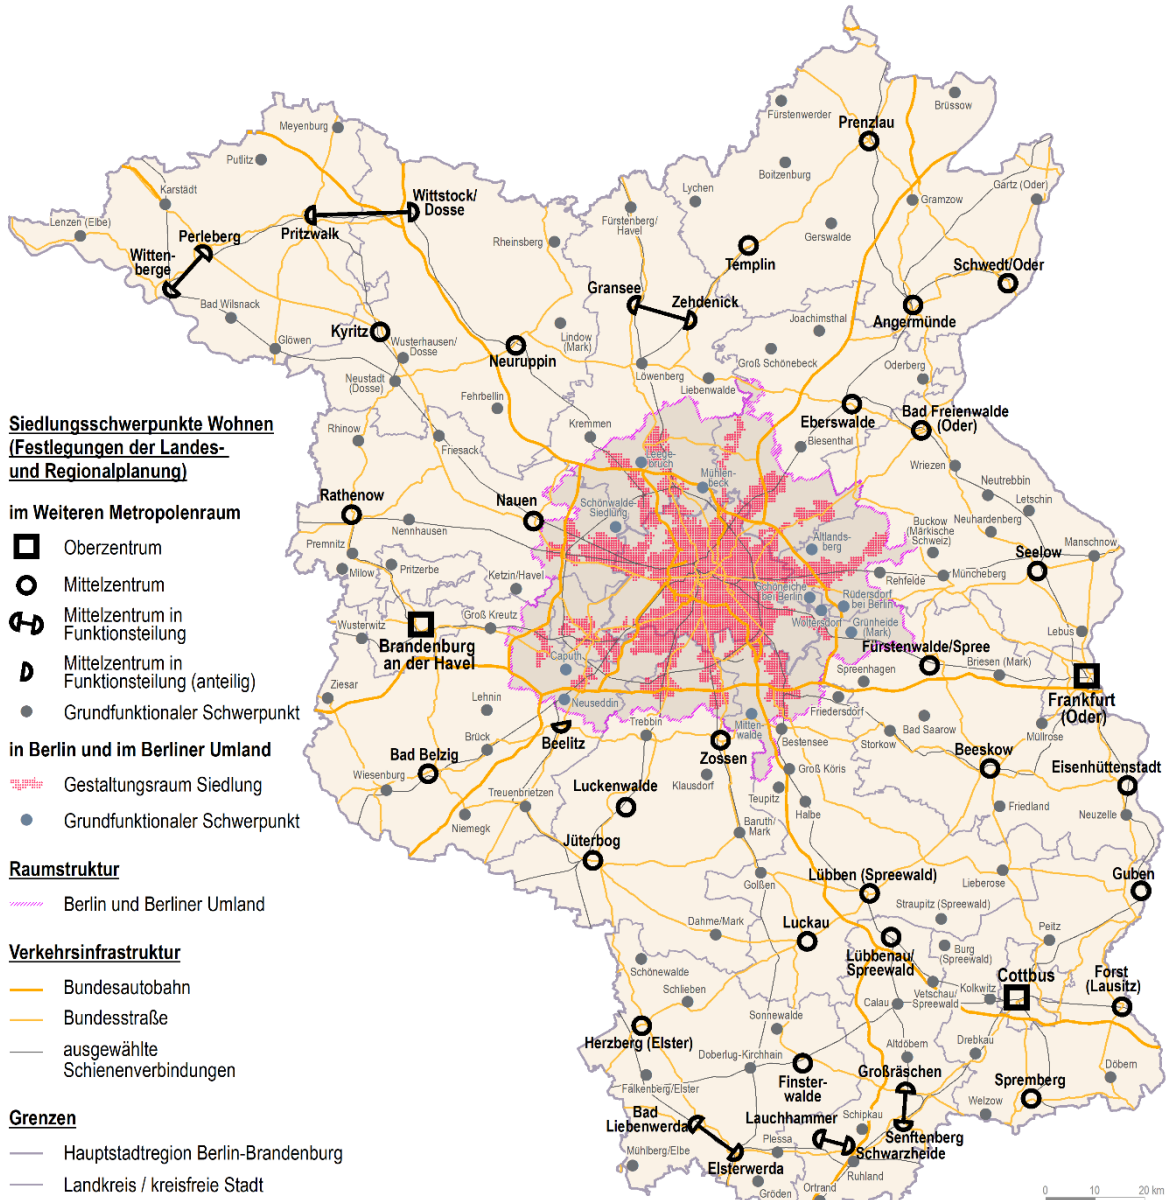 Brüssow
Fürstenwerder
Prenzlau
Meyenburg
Putlitz
Boitzenburg
Karstädt
Lychen
Gartz (Oder)
Wittstock/
Dosse
Gramzow
Lenzen (Elbe)
Fürstenberg/
Havel
Gerswalde
Perleberg
Pritzwalk
Rheinsberg
Witten-
berge
Templin
Schwedt/Oder
Gransee
Zehdenick
Bad Wilsnack
Joachimsthal
Angermünde
Kyritz
Wusterhausen/
Dosse
Lindow
(Mark)
Glöwen
Neuruppin
Groß Schönebeck
Oderberg
Neustadt
(Dosse)
Löwenberg
Liebenwalde
Fehrbellin
Siedlungsschwerpunkte Wohnen
(Festlegungen der Landes-
und Regionalplanung)
Eberswalde
Bad Freienwalde
(Oder)
Rhinow
Kremmen
Biesenthal
Friesack
Leege-
bruch
Mühlen-
beck
Wriezen
Neutrebbin
Rathenow
Nauen
Schönwalde-
Siedlung
Letschin
im Weiteren Metropolenraum
Nennhausen
Buckow
(Märkische
Schweiz)
Neuhardenberg
Altlands-
berg
Oberzentrum
Premnitz
Seelow
Manschnow
Milow
Pritzerbe
Ketzin/Havel
Rehfelde
Müncheberg
Mittelzentrum
Schöneiche
bei Berlin
Rüdersdorf
bei Berlin
Mittelzentrum in
Funktionsteilung
Wusterwitz
Groß Kreutz
Woltersdorf
Grünheide
(Mark)
Lebus
Brandenburg
an der Havel
Fürstenwalde/Spree
Mittelzentrum in
Funktionsteilung (anteilig)
Caputh
Briesen (Mark)
Ziesar
Lehnin
Neuseddin
Spreenhagen
Frankfurt
(Oder)
Grundfunktionaler Schwerpunkt
Trebbin
Mitten-
walde
Friedersdorf
Bad Saarow
Müllrose
in Berlin und im Berliner Umland
Brück
Beelitz
Bestensee
Storkow
Bad Belzig
Zossen
Beeskow
Eisenhüttenstadt
Wiesenburg
Groß Köris
Gestaltungsraum Siedlung
Treuenbrietzen
Luckenwalde
Klausdorf
Teupitz
Halbe
Friedland
Neuzelle
Grundfunktionaler Schwerpunkt
Niemegk
Baruth/
Mark
Jüterbog
Raumstruktur
Golßen
Lübben (Spreewald)
Lieberose
Guben
Berlin und Berliner Umland
Straupitz (Spreewald)
Dahme/Mark
Luckau
Peitz
Verkehrsinfrastruktur
Lübbenau/
Spreewald
Burg
(Spreewald)
Schönewalde
Cottbus
Forst
(Lausitz)
Bundesautobahn
Schlieben
Calau
Vetschau/
Spreewald
Kolkwitz
Bundesstraße
Sonnewalde
Herzberg (Elster)
Altdöbern
Drebkau
ausgewählte
Schienenverbindungen
Doberlug-Kirchhain
Finster-
walde
Großräschen
Döbern
Falkenberg/Elster
Spremberg
Welzow
Grenzen
Bad
Liebenwerda
Lauchhammer
Schipkau
Senftenberg
Hauptstadtregion Berlin-Brandenburg
Mühlberg/Elbe
Plessa
Schwarzheide
Elsterwerda
Ruhland
Landkreis / kreisfreie Stadt
Gröden
Ortrand
0 10 20 km